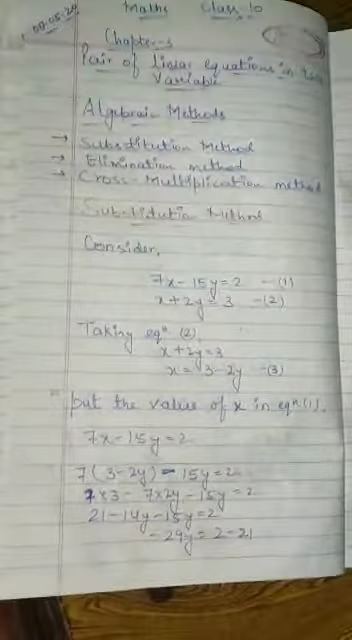 Maths Class-10
09.05.20
Chapter-3
Pair of linear equations in two
Variable
Algebraic Methods
→ Substitution Method
→ Elimination method
→ Cross-Multiplication method
Substitution Method
Consider,
7x-15y=2 -(1)
x+2y=3 -(2)
Taking eqⁿ (2),
x+2y=3
x=3-2y -(3)
put the value of x in eqⁿ(1).
7x-15y=2
7(3-2y)-15y=2
7×3-7×2y-15y=2
21-14y-15y=2
-29y=2-21